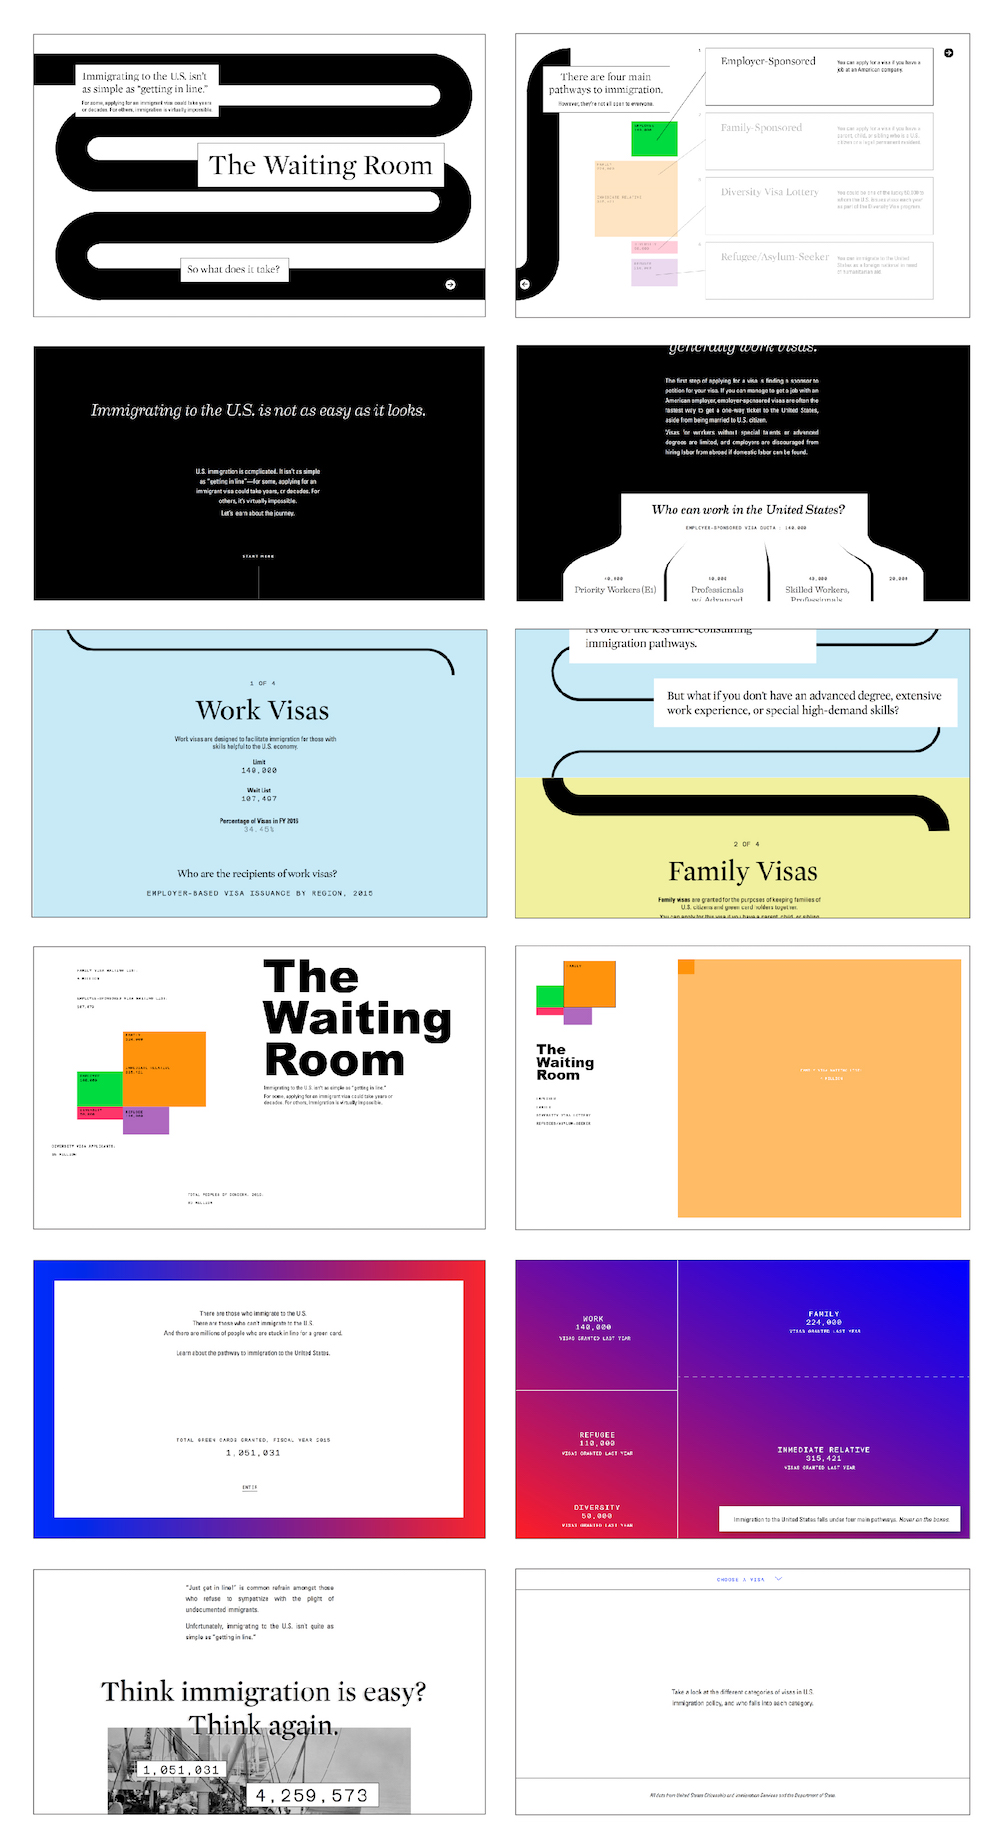 Immigrating to the U.S. isn't
as simple as "getting in line."
For some, applying for an immigrant visa could take years
or decades. For others, immigration is virtually impossible.
The Waiting Room
So what does it take?
There are four main
pathways to immigration.
However, they're not all open to everyone.
Employer-Sponsored
You can apply for a visa if you have a
job at an American company.
Family-Sponsored
You can apply for a visa if you have a
Diversity Visa Lottery
Refugee/Asylum-Seeker
Immigrating to the U.S. is not as easy as it looks.
U.S. immigration is complicated. It isn't as simple
as "getting in line"—for some, applying for an
immigrant visa could take years, or decades. For
others, it's virtually impossible.
Let's learn about the journey.
START HERE
generally work visas.
The first step of applying for a visa is finding a sponsor to
petition for your visa. If you can manage to get a job with an
American employer, employer-sponsored visas are often the
fastest way to get a one-way ticket to the United States,
aside from being married to U.S. citizen.
Visas for workers without special talents or advanced
degrees are limited, and employers are discouraged from
hiring labor from abroad if domestic labor can be found.
Who can work in the United States?
EMPLOYER-SPONSORED VISA QUOTA : 140,000
40,000
Priority Workers (E1)
40,000
Professionals
w/ Advanced
40,000
Skilled Workers,
Professionals
20,000
1 OF 4
Work Visas
Work visas are designed to facilitate immigration for those with
skills helpful to the U.S. economy.
Limit
140,000
Wait List
107,497
Percentage of Visas in FY 2015
34.45%
Who are the recipients of work visas?
EMPLOYER-BASED VISA ISSUANCE BY REGION, 2015
it's one of the less time-consuming
immigration pathways.
But what if you don't have an advanced degree, extensive
work experience, or special high-demand skills?
2 OF 4
Family Visas
Family visas are granted for the purposes of keeping families of
U.S. citizens and green card holders together.
You can apply for this visa if you have a parent, child, or sibling
The
Waiting
Room
Immigrating to the U.S. isn't as simple as "getting in line."
For some, applying for an immigrant visa could take years or
decades. For others, immigration is virtually impossible.
FAMILY
The
Waiting
Room
There are those who immigrate to the U.S.
There are those who can't immigrate to the U.S.
And there are millions of people who are stuck in line for a green card.
Learn about the pathway to immigration to the United States.
TOTAL GREEN CARDS GRANTED, FISCAL YEAR 2015
1,051,031
ENTER
WORK
140,000
VISAS GRANTED LAST YEAR
FAMILY
224,000
VISAS GRANTED LAST YEAR
REFUGEE
110,000
VISAS GRANTED LAST YEAR
IMMEDIATE RELATIVE
315,421
VISAS GRANTED LAST YEAR
DIVERSITY
50,000
VISAS GRANTED LAST YEAR
Immigration to the United States falls under four main pathways. Hover on the boxes.
"Just get in line!" is common refrain amongst those
who refuse to sympathize with the plight of
undocumented immigrants.
Unfortunately, immigrating to the U.S. isn't quite as
simple as "getting in line."
Think immigration is easy?
Think again.
1,051,031
4,259,573
CHOOSE A VISA
Take a look at the different categories of visas in U.S.
immigration policy, and who falls into each category.
All data from United States Citizenship and Immigration Services and the Department of State.